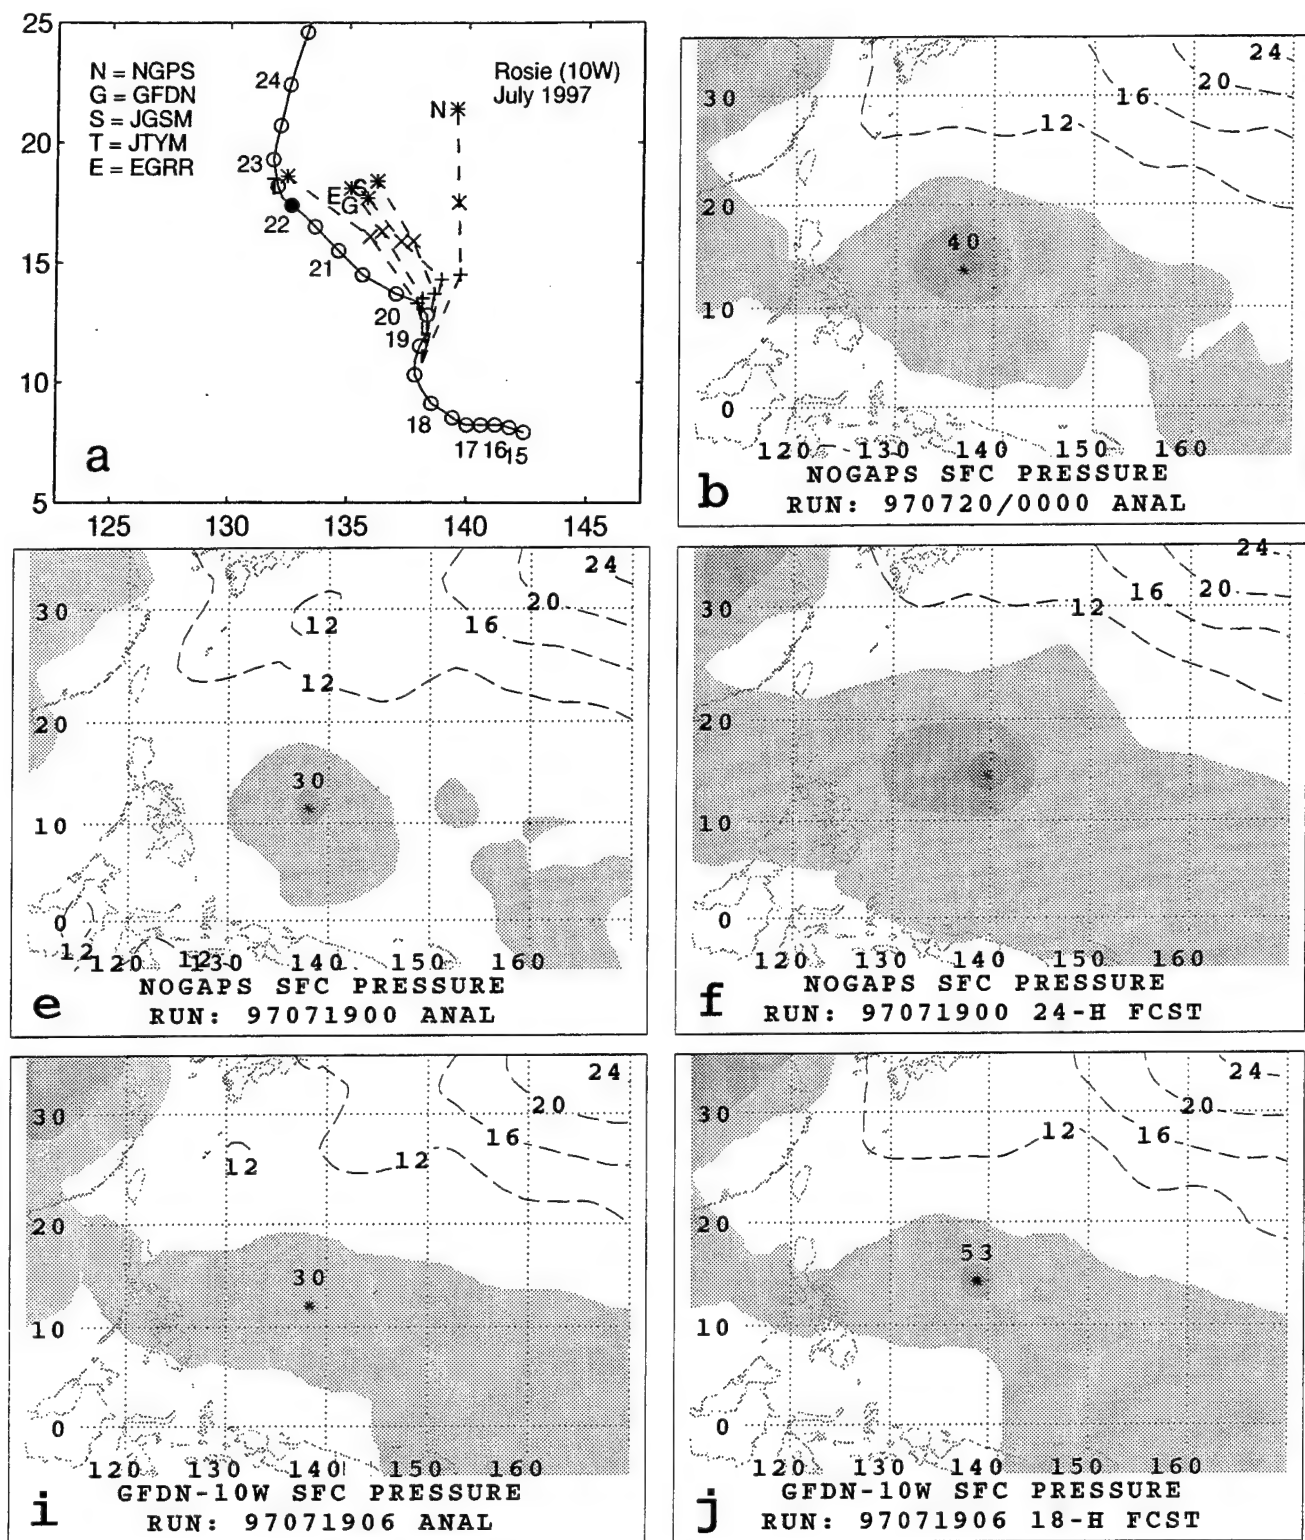 25
20
15
10
5
125
130
135
140
145
N = NGPS
G = GFDN
S = JGSM
T = JTYM
E = EGRR
Rosie (10W)
July 1997
24
23
22
21
20
19
18
17
16
15
N
E
G
S
T
a
24
20
16
12
30
20
10
0
40
120 130 140 150 160
NOGAPS SFC PRESSURE
RUN: 970720/0000 ANAL
b
24
20
16
12
12
30
20
10
0
30
12
12
120 130 140 150 160
NOGAPS SFC PRESSURE
RUN: 97071900 ANAL
e
24
20
16
12
30
20
10
0
120 130 140 150 160
NOGAPS SFC PRESSURE
RUN: 97071900 24-H FCST
f
24
20
16
12
12
30
20
10
0
30
120 130 140 150 160
GFDN-10W SFC PRESSURE
RUN: 97071906 ANAL
i
24
20
16
12
30
20
10
0
53
120 130 140 150 160
GFDN-10W SFC PRESSURE
RUN: 97071906 18-H FCST
j